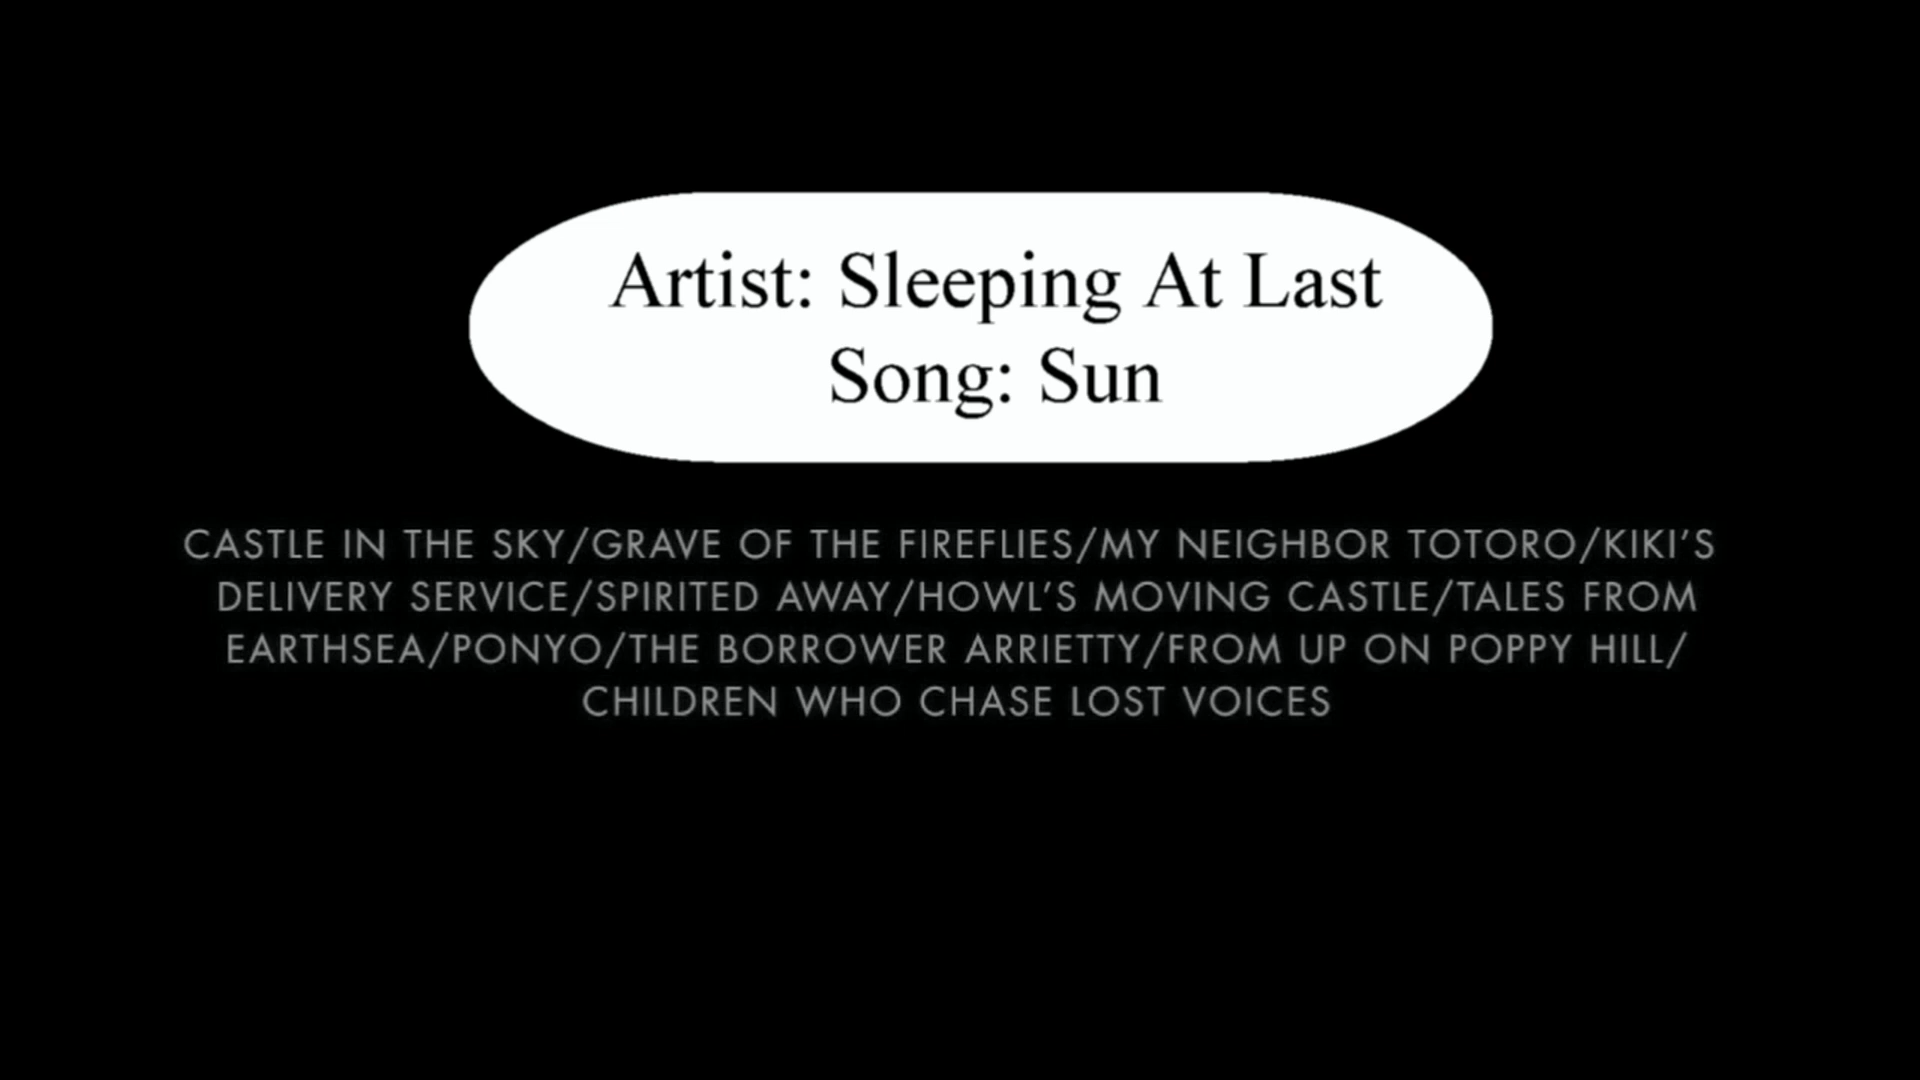 Artist: Sleeping At Last
Song: Sun
CASTLE IN THE SKY/GRAVE OF THE FIREFLIES/MY NEIGHBOR TOTORO/KIKI’S
DELIVERY SERVICE/SPIRITED AWAY/HOWL’S MOVING CASTLE/TALES FROM
EARTHSEA/PONYO/THE BORROWER ARRIETTY/FROM UP ON POPPY HILL/
CHILDREN WHO CHASE LOST VOICES